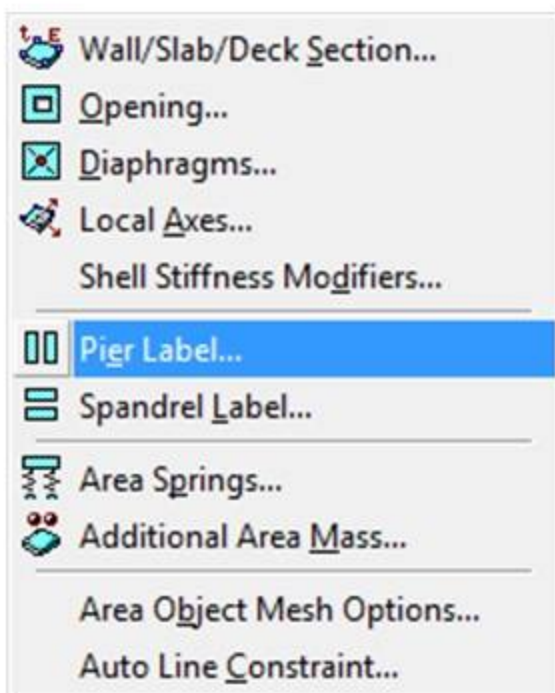 t E
Wall/Slab/Deck Section...
Opening...
Diaphragms...
Local Axes...
Shell Stiffness Modifiers...
Pier Label...
Spandrel Label...
Area Springs...
Additional Area Mass...
Area Object Mesh Options...
Auto Line Constraint...